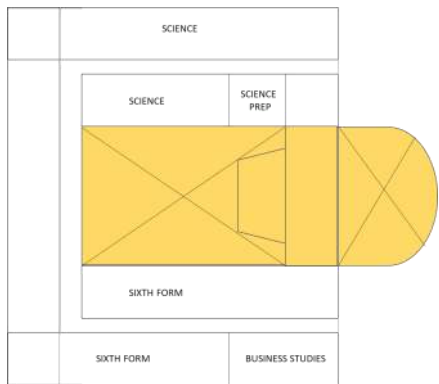 SCIENCE
SCIENCE
SCIENCE
PREP
SIXTH FORM
SIXTH FORM
BUSINESS STUDIES